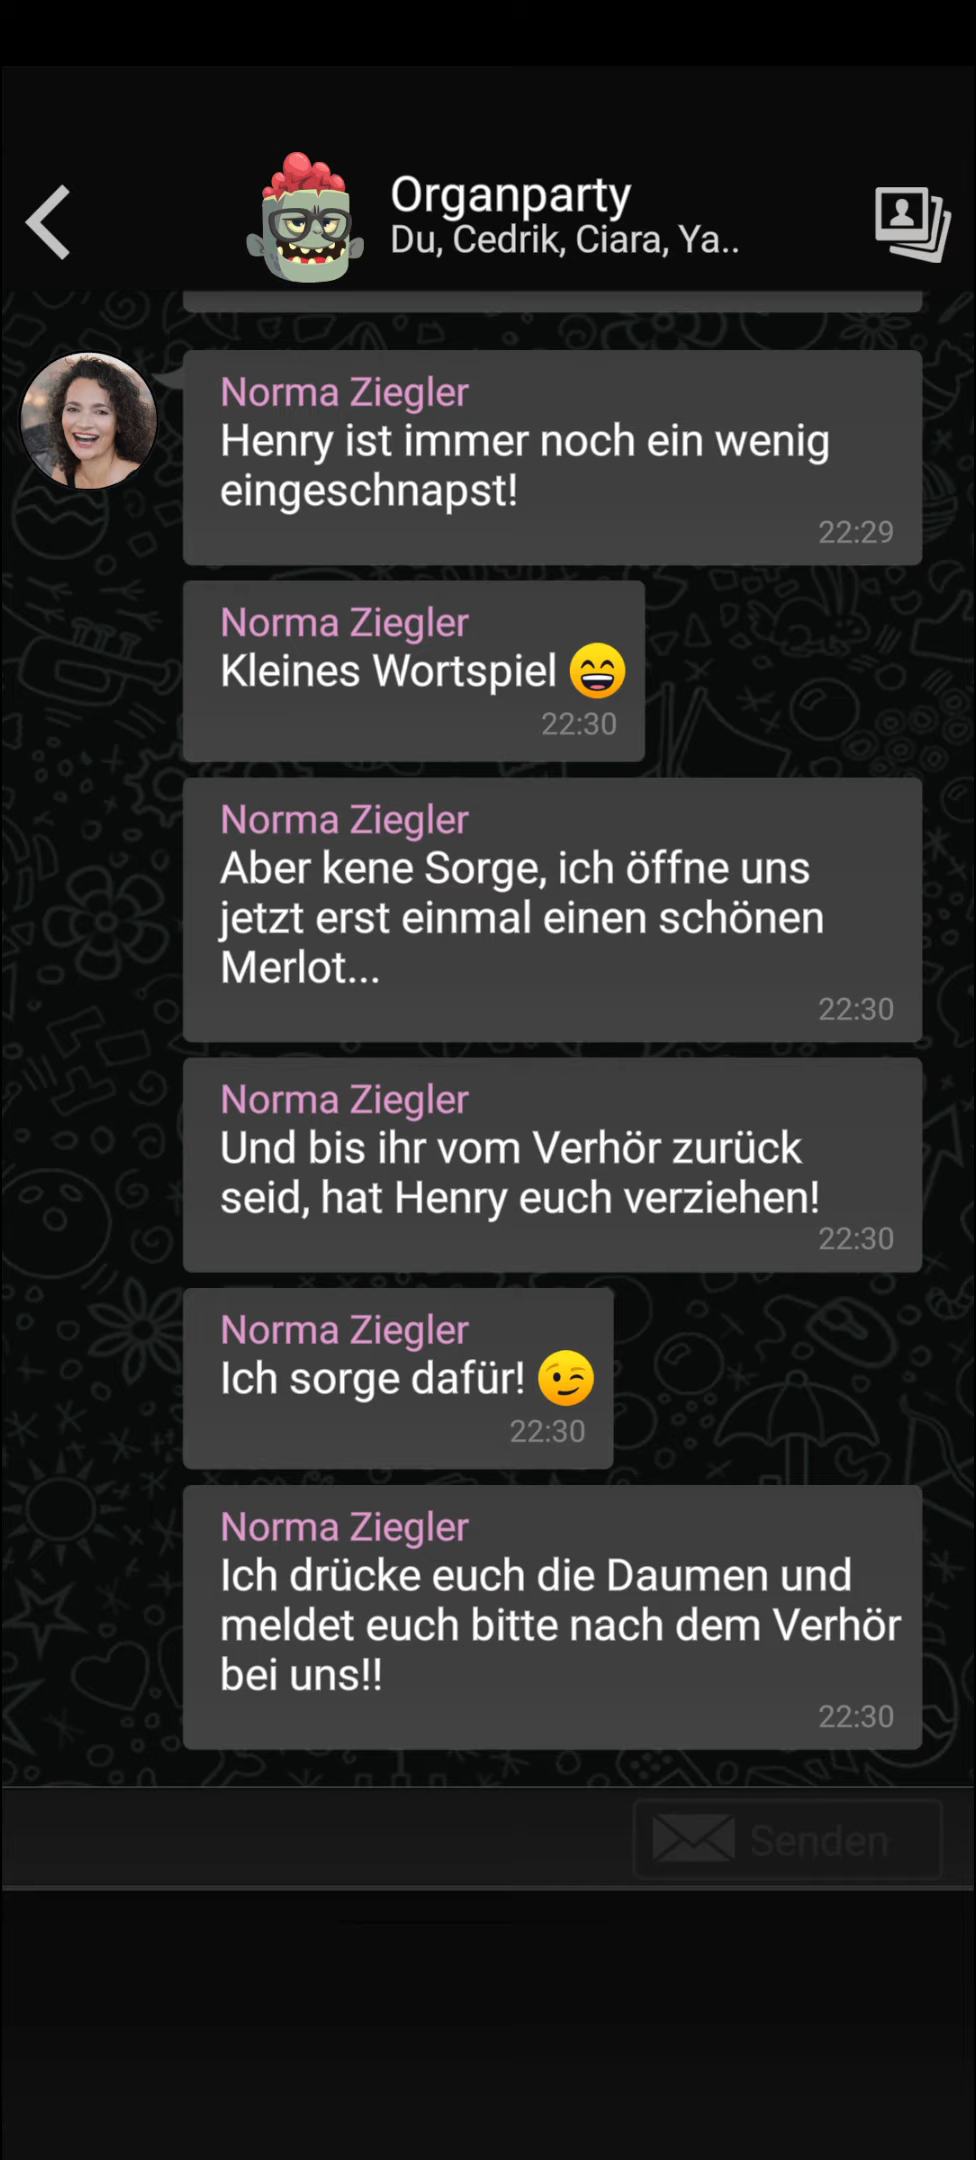 Organparty
Du, Cedrik, Ciara, Ya..
Norma Ziegler
Henry ist immer noch ein wenig
eingeschnapst!
22:29
Norma Ziegler
Kleines Wortspiel 😄
22:30
Norma Ziegler
Aber kene Sorge, ich öffne uns
jetzt erst einmal einen schönen
Merlot...
22:30
Norma Ziegler
Und bis ihr vom Verhör zurück
seid, hat Henry euch verziehen!
22:30
Norma Ziegler
Ich sorge dafür! 😉
22:30
Norma Ziegler
Ich drücke euch die Daumen und
meldet euch bitte nach dem Verhör
bei uns!!
22:30
Senden